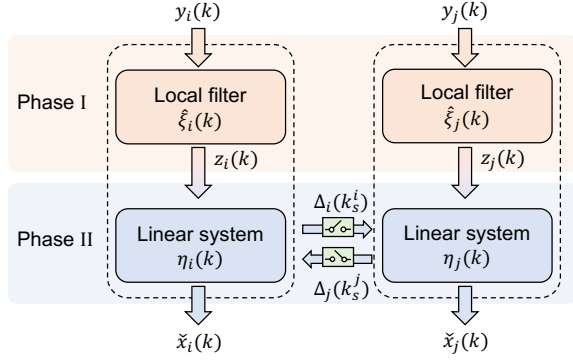 y_i(k) y_j(k)
Phase I
Local filter
ξ̂_i(k)
Local filter
ξ̂_j(k)
z_i(k) z_j(k)
Phase II
Linear system
η_i(k)
Δ_i(k_s^i)
Δ_j(k_s^j)
Linear system
η_j(k)
x̌_i(k) x̌_j(k)